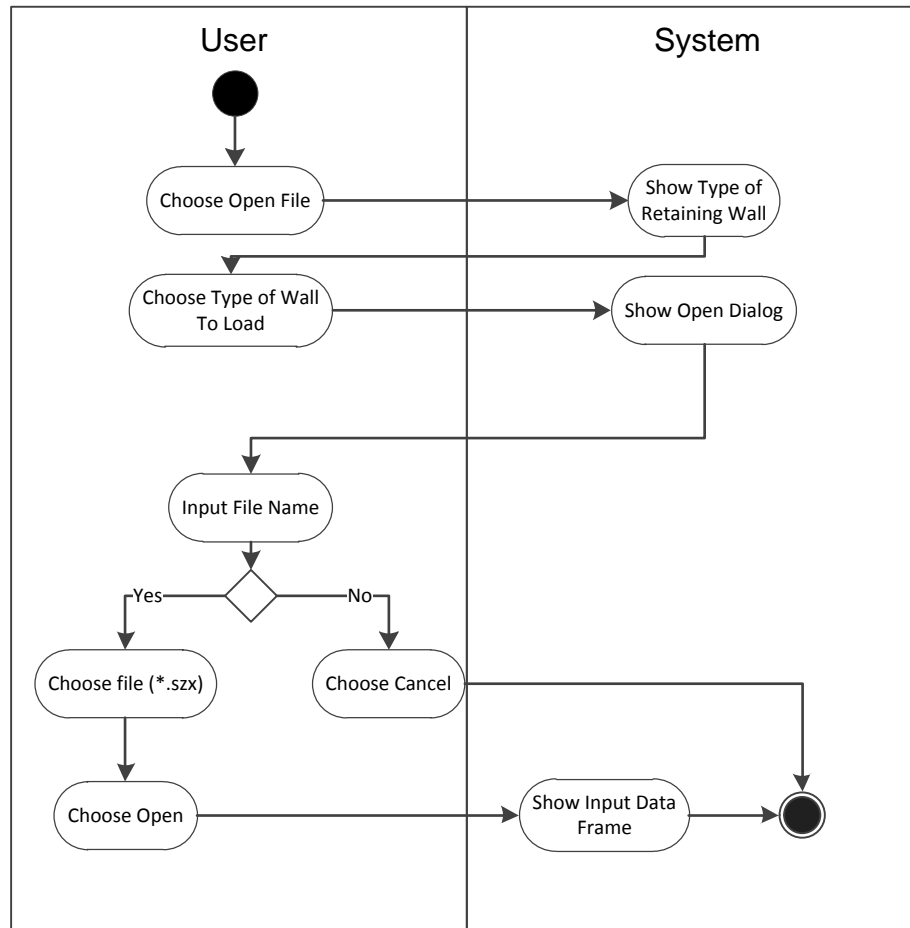 User
System
Choose Open File
Show Type of
Retaining Wall
Choose Type of Wall
To Load
Show Open Dialog
Input File Name
Yes
No
Choose file (*.szx)
Choose Cancel
Choose Open
Show Input Data
Frame